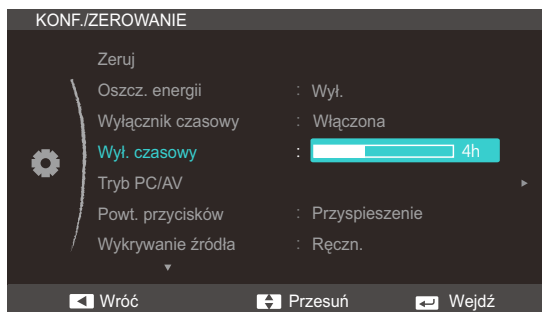 KONF./ZEROWANIE
Zeruj
Oszcz. energii : Wył.
Wyłącznik czasowy : Włączona
Wył. czasowy : 4h
Tryb PC/AV
Powt. przycisków : Przyspieszenie
Wykrywanie źródła : Ręczn.
Wróć Przesuń Wejdź